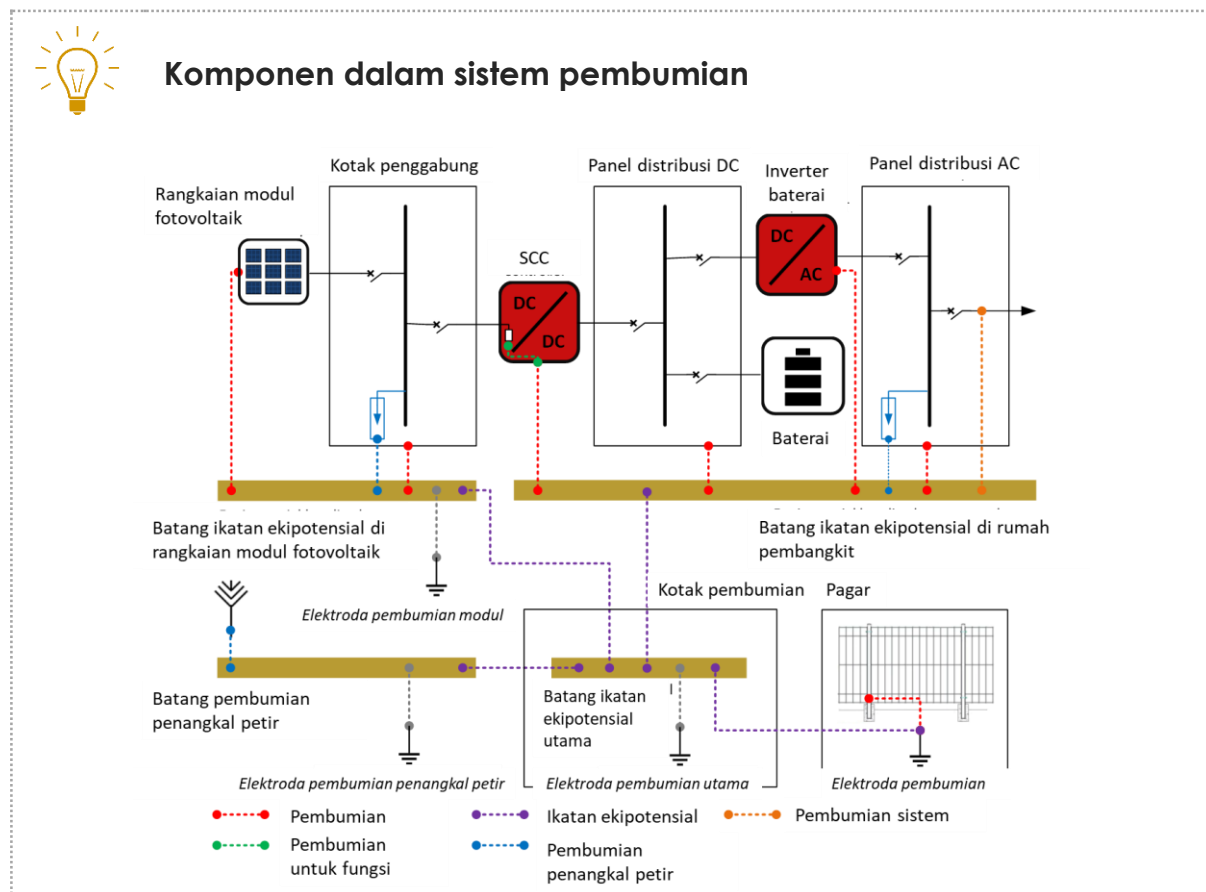 Komponen dalam sistem pembumian
Kotak penggabung
Panel distribusi DC
Inverter
baterai
Panel distribusi AC
Rangkaian modul
fotovoltaik
SCC
DC
AC
DC
DC
Baterai
Batang ikatan ekipotensial di
rangkaian modul fotovoltaik
Batang ikatan ekipotensial di rumah
pembangkit
Elektroda pembumian modul
Kotak pembumian
Pagar
Batang pembumian
penangkal petir
Batang ikatan
ekipotensial
utama
Elektroda pembumian penangkal petir
Elektroda pembumian utama
Elektroda pembumian
Pembumian
Ikatan ekipotensial
Pembumian sistem
Pembumian
untuk fungsi
Pembumian
penangkal petir